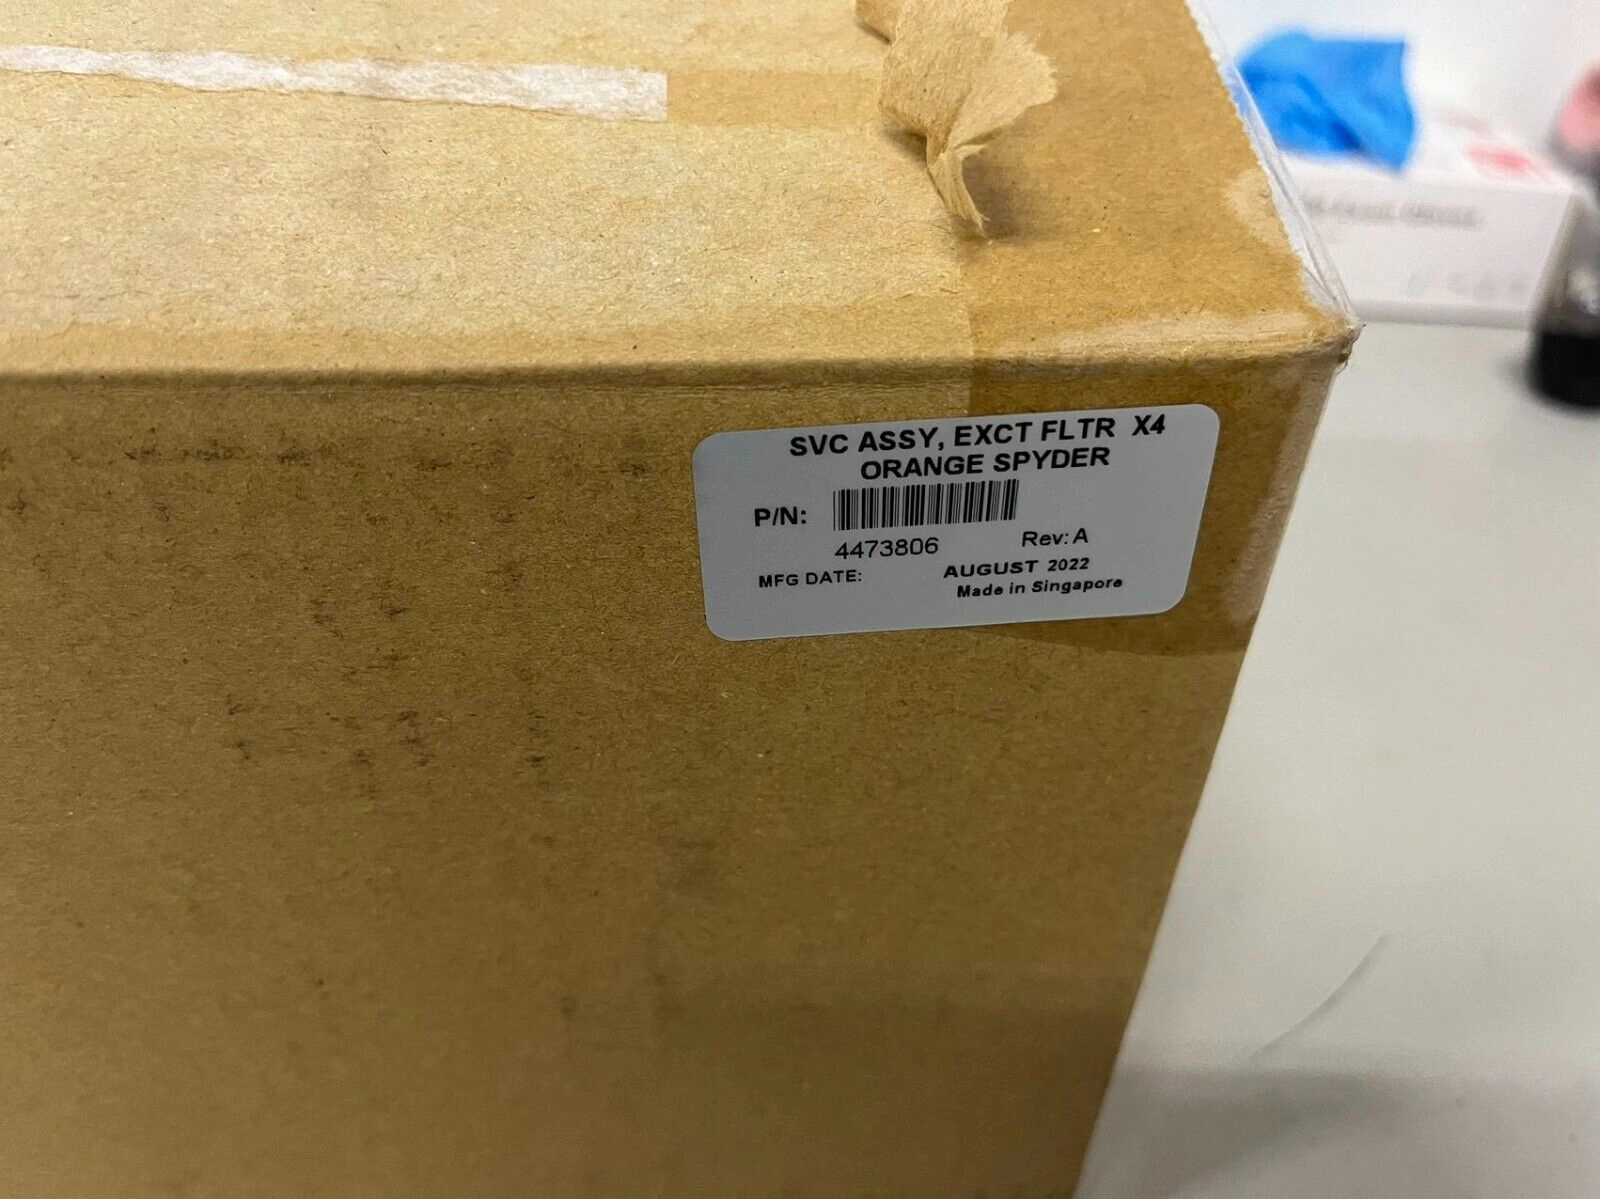 SVC ASSY, EXCT FLTR X4
ORANGE SPYDER
P/N:
4473806 Rev: A
MFG DATE: AUGUST 2022
Made in Singapore